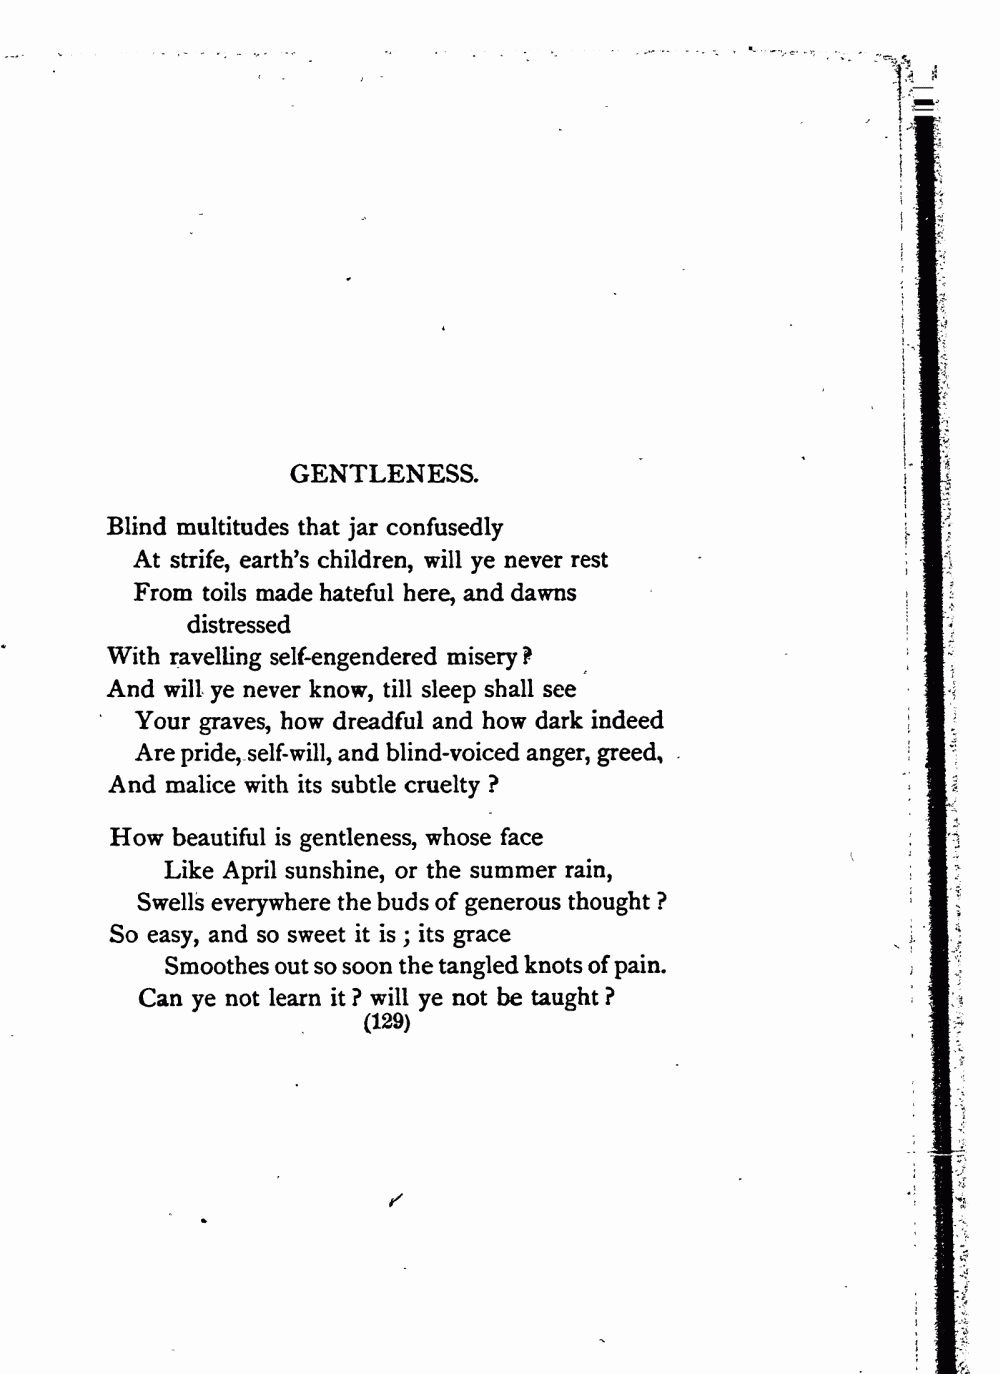 GENTLENESS.
Blind multitudes that jar confusedly
At strife, earth's children, will ye never rest
From toils made hateful here, and dawns
distressed
With ravelling self-engendered misery?
And will ye never know, till sleep shall see
Your graves, how dreadful and how dark indeed
Are pride, self-will, and blind-voiced anger, greed,
And malice with its subtle cruelty ?
How beautiful is gentleness, whose face
Like April sunshine, or the summer rain,
Swells everywhere the buds of generous thought ?
So easy, and so sweet it is ; its grace
Smoothes out so soon the tangled knots of pain.
Can ye not learn it ? will ye not be taught ?
(129)